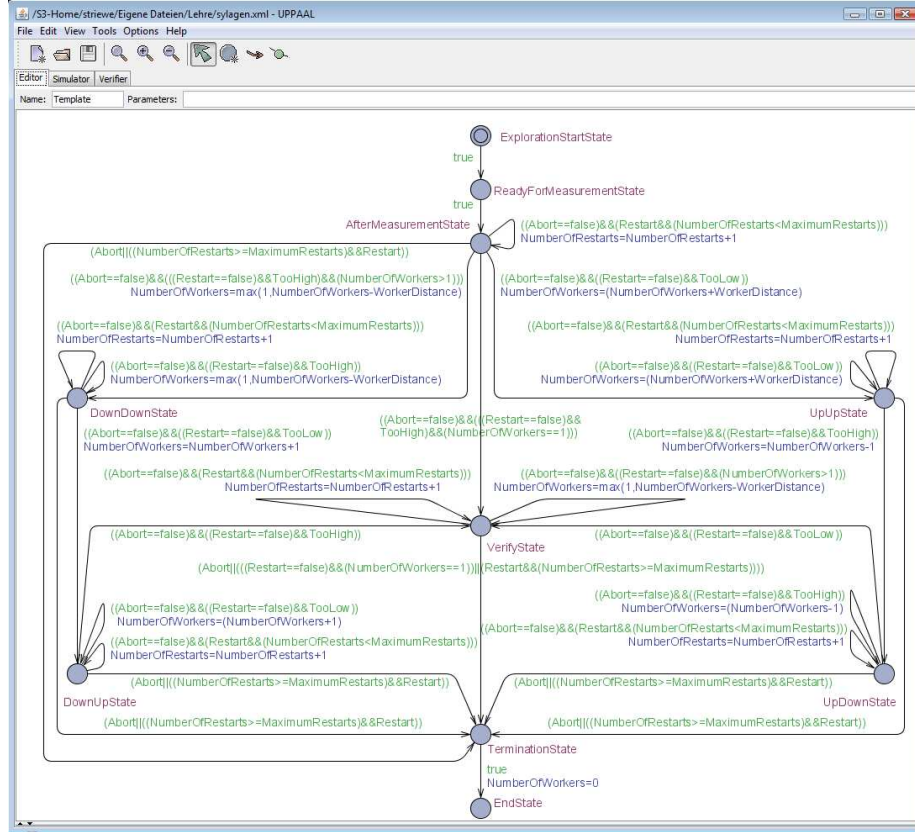 /S3-Home/striewe/Eigene Dateien/Lehre/sylagen.xml - UPPAAL
File Edit View Tools Options Help
Editor Simulator Verifier
Name: Template Parameters:
ExplorationStartState
true
ReadyForMeasurementState
true
AfterMeasurementState
((Abort==false)&&(Restart&&(NumberOfRestarts<MaximumRestarts)))
NumberOfRestarts=NumberOfRestarts+1
(Abort||((NumberOfRestarts>=MaximumRestarts)&&Restart))
((Abort==false)&&(((Restart==false)&&TooHigh)&&(NumberOfWorkers>1)))
NumberOfWorkers=max(1,NumberOfWorkers-WorkerDistance)
((Abort==false)&&((Restart==false)&&TooLow))
NumberOfWorkers=(NumberOfWorkers+WorkerDistance)
((Abort==false)&&(Restart&&(NumberOfRestarts<MaximumRestarts)))
NumberOfRestarts=NumberOfRestarts+1
((Abort==false)&&(Restart&&(NumberOfRestarts<MaximumRestarts)))
NumberOfRestarts=NumberOfRestarts+1
((Abort==false)&&((Restart==false)&&TooHigh))
NumberOfWorkers=max(1,NumberOfWorkers-WorkerDistance)
((Abort==false)&&((Restart==false)&&TooLow))
NumberOfWorkers=(NumberOfWorkers+WorkerDistance)
DownDownState
UpUpState
((Abort==false)&&((Restart==false)&&TooLow))
NumberOfWorkers=NumberOfWorkers+1
((Abort==false)&&(((Restart==false)&&
TooHigh)&&(NumberOfWorkers==1)))
((Abort==false)&&((Restart==false)&&TooHigh))
NumberOfWorkers=NumberOfWorkers-1
((Abort==false)&&(Restart&&(NumberOfRestarts<MaximumRestarts)))
NumberOfRestarts=NumberOfRestarts+1
((Abort==false)&&((Restart==false)&&(NumberOfWorkers>1)))
NumberOfWorkers=max(1,NumberOfWorkers-WorkerDistance)
((Abort==false)&&((Restart==false)&&TooHigh))
((Abort==false)&&((Restart==false)&&TooLow))
VerifyState
(Abort||(((Restart==false)&&(NumberOfWorkers==1))||(Restart&&(NumberOfRestarts>=MaximumRestarts))))
((Abort==false)&&((Restart==false)&&TooLow))
NumberOfWorkers=(NumberOfWorkers+1)
((Abort==false)&&((Restart==false)&&TooHigh))
NumberOfWorkers=(NumberOfWorkers-1)
((Abort==false)&&(Restart&&(NumberOfRestarts<MaximumRestarts)))
NumberOfRestarts=NumberOfRestarts+1
((Abort==false)&&(Restart&&(NumberOfRestarts<MaximumRestarts)))
NumberOfRestarts=NumberOfRestarts+1
(Abort||((NumberOfRestarts>=MaximumRestarts)&&Restart))
(Abort||((NumberOfRestarts>=MaximumRestarts)&&Restart))
DownUpState
UpDownState
(Abort||((NumberOfRestarts>=MaximumRestarts)&&Restart))
(Abort||((NumberOfRestarts>=MaximumRestarts)&&Restart))
TerminationState
true
NumberOfWorkers=0
EndState